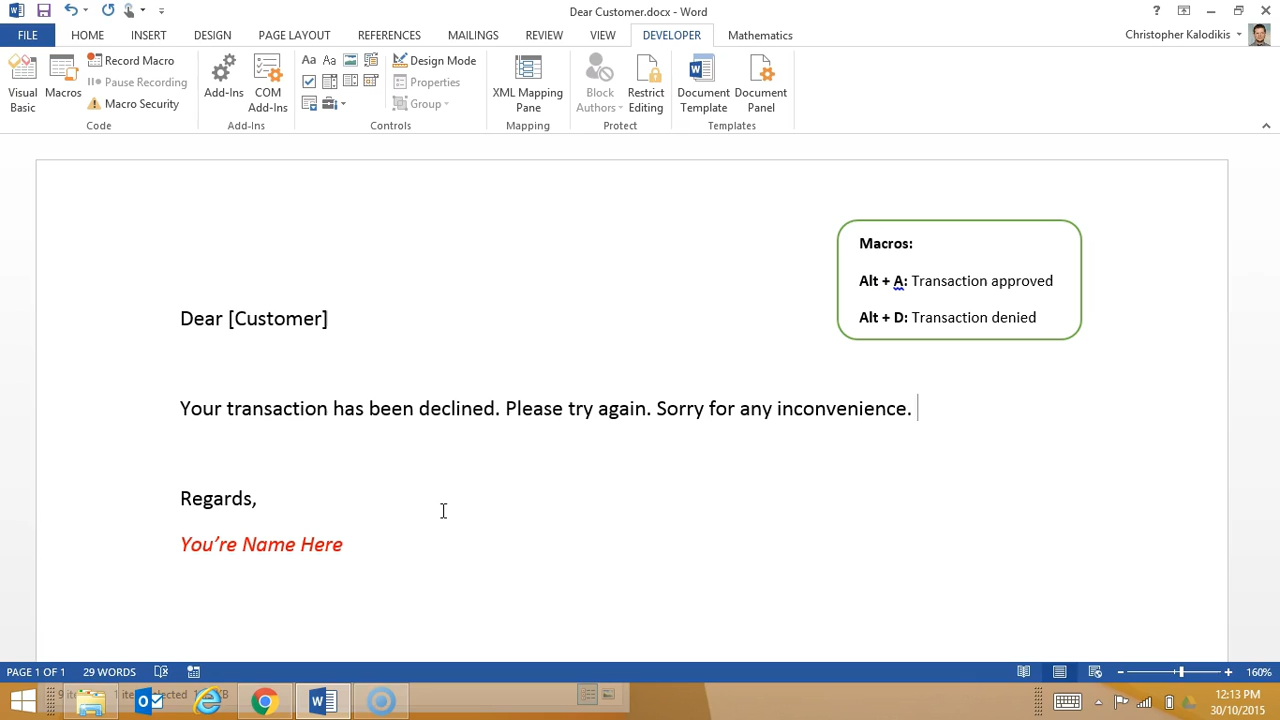 Dear Customer.docx - Word
?
FILE HOME INSERT DESIGN PAGE LAYOUT REFERENCES MAILINGS REVIEW VIEW DEVELOPER Mathematics Christopher Kalodikis
Visual Basic
Macros
Record Macro
Pause Recording
Macro Security
Code
Add-Ins
COM Add-Ins
Add-Ins
Aa Aa
Design Mode
Properties
Group
Controls
XML Mapping Pane
Mapping
Block Authors
Restrict Editing
Protect
Document Template
Document Panel
Templates
Macros:
Alt + A: Transaction approved
Alt + D: Transaction denied
Dear [Customer]
Your transaction has been declined. Please try again. Sorry for any inconvenience.
Regards,
You’re Name Here
PAGE 1 OF 1 29 WORDS 160%
12:13 PM
30/10/2015